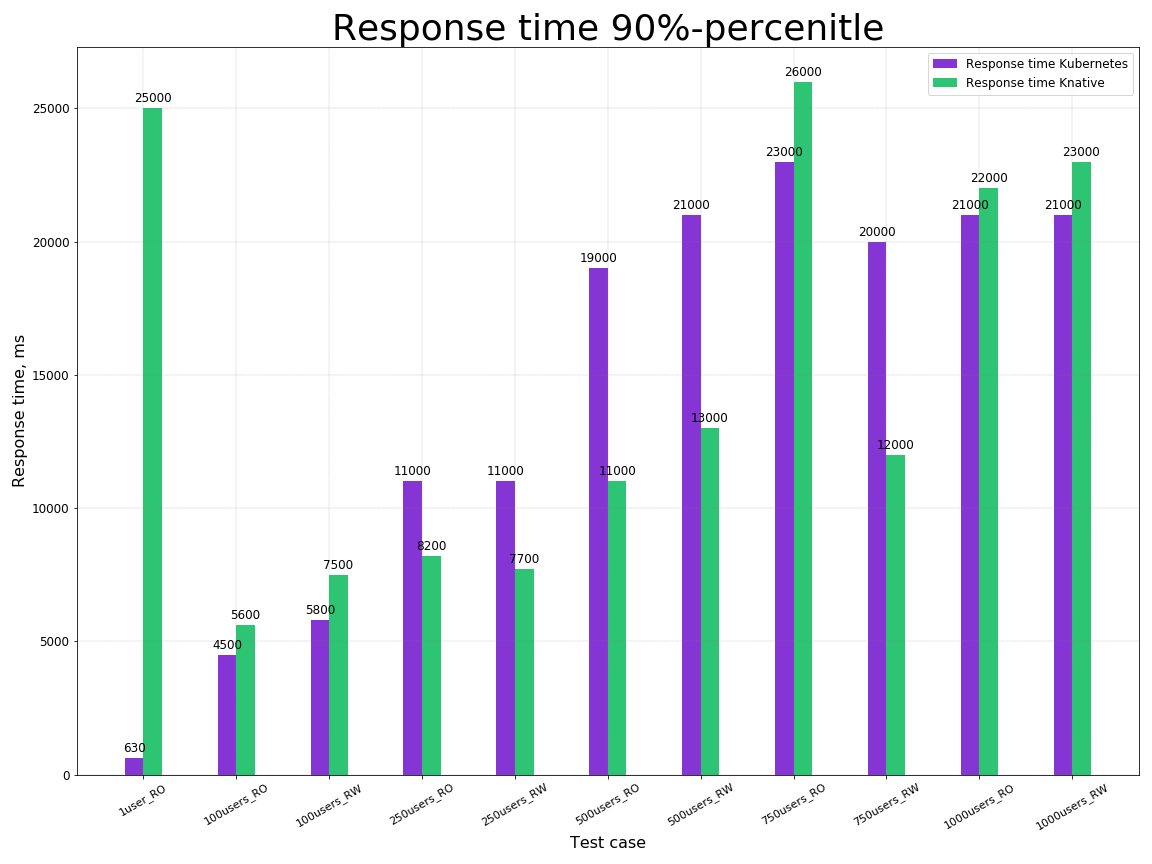 Response time 90%-percenitle
Response time Kubernetes
Response time Knative
Response time, ms
25000
20000
15000
10000
5000
0
630
25000
4500
5600
5800
7500
11000
8200
11000
7700
19000
11000
21000
13000
23000
26000
20000
12000
21000
22000
21000
23000
1user_RO
100users_RO
100users_RW
250users_RO
250users_RW
500users_RO
500users_RW
750users_RO
750users_RW
1000users_RO
1000users_RW
Test case